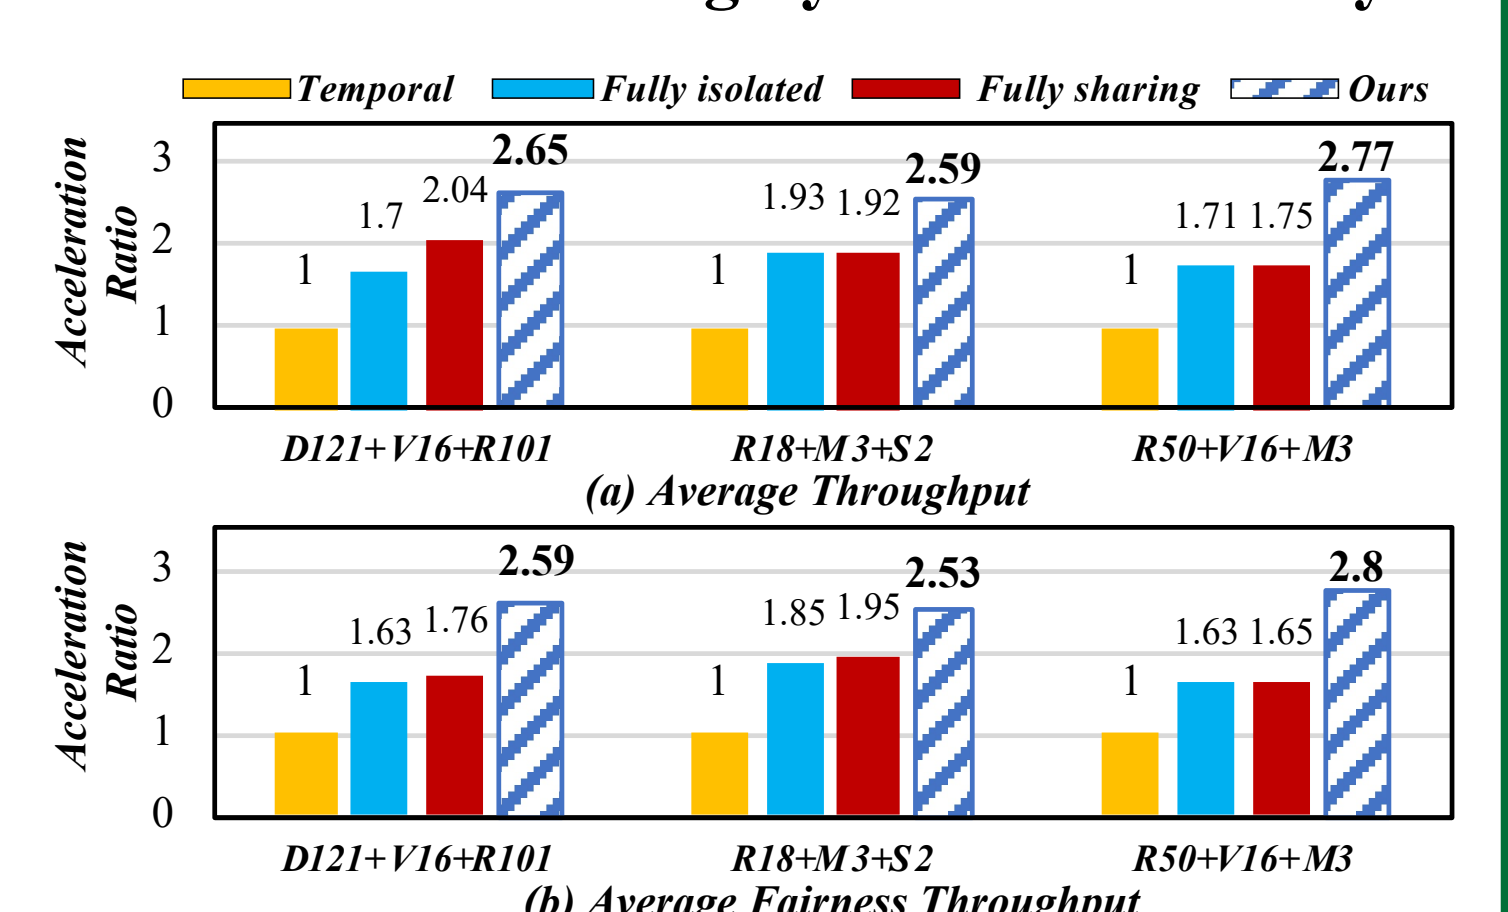 Temporal Fully isolated Fully sharing Ours
Acceleration
Ratio
3
2
1
0
1 1.7 2.04 2.65
1 1.93 1.92 2.59
1 1.71 1.75 2.77
D121+V16+R101 R18+M3+S2 R50+V16+M3
(a) Average Throughput
Acceleration
Ratio
3
2
1
0
1 1.63 1.76 2.59
1 1.85 1.95 2.53
1 1.63 1.65 2.8
D121+V16+R101 R18+M3+S2 R50+V16+M3
(b) Average Fairness Throughput